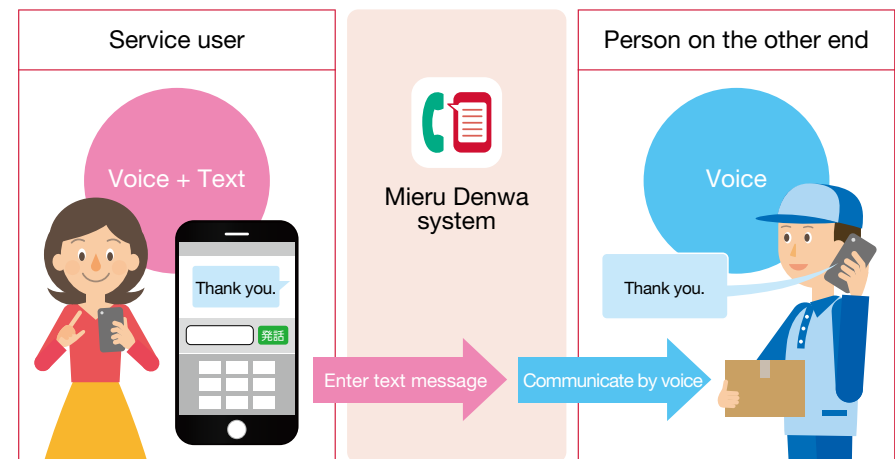 Service user
Person on the other end
Voice + Text
Mieru Denwa
system
Voice
Thank you.
発話
Thank you.
Enter text message
Communicate by voice